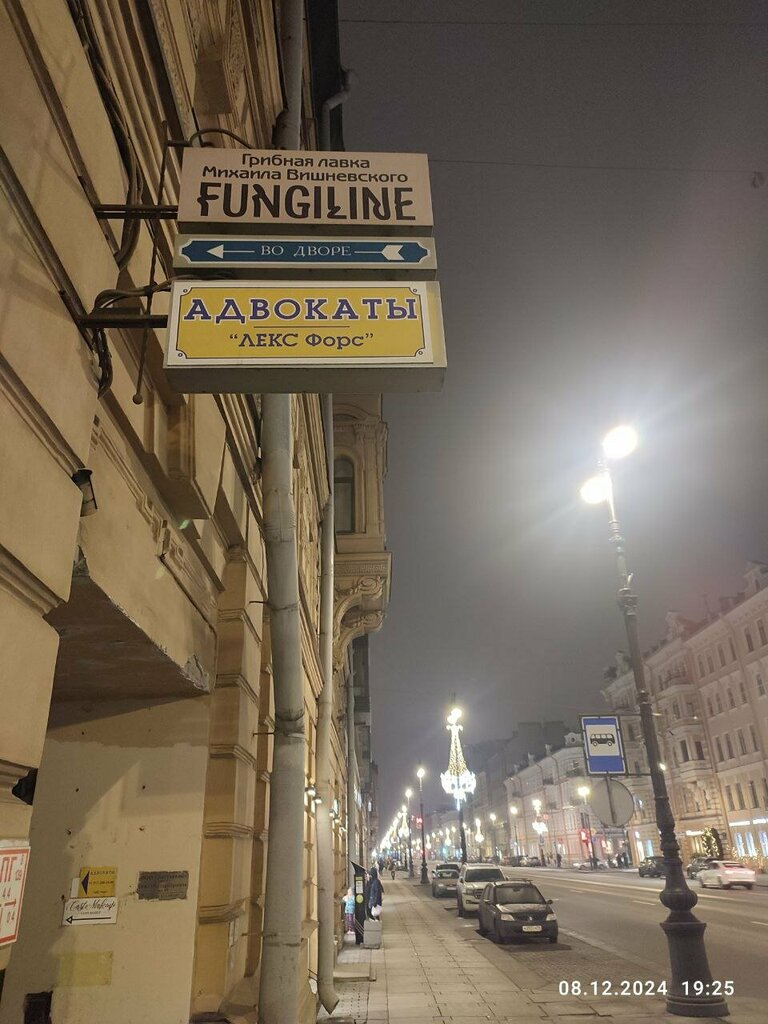 Грибная лавка
Михаила Вишневского
FUNGILINE
ВО ДВОРЕ
АДВОКАТЫ
"ЛЕКС Форс"
08.12.2024 19:25